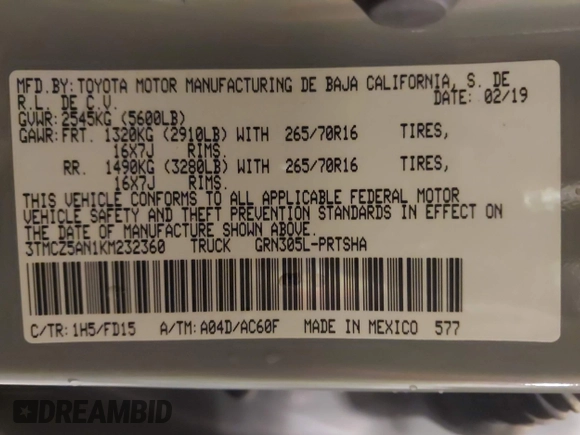 MFD.BY:TOYOTA MOTOR MANUFACTURING DE BAJA CALIFORNIA, S. DE
R.L. DE C.V. DATE: 02/19
GVWR:2545KG (5600LB)
GAWR:FRT. 1320KG (2910LB) WITH 265/70R16 TIRES,
16X7J RIMS.
RR. 1490KG (3280LB) WITH 265/70R16 TIRES,
16X7J RIMS.
THIS VEHICLE CONFORMS TO ALL APPLICABLE FEDERAL MOTOR
VEHICLE SAFETY AND THEFT PREVENTION STANDARDS IN EFFECT ON
THE DATE OF MANUFACTURE SHOWN ABOVE.
3TMCZ5AN1KM232360 TRUCK GRN305L-PRTSHA
C/TR:1H5/FD15 A/TM:A04D/AC60F MADE IN MEXICO 577
DREAMBID